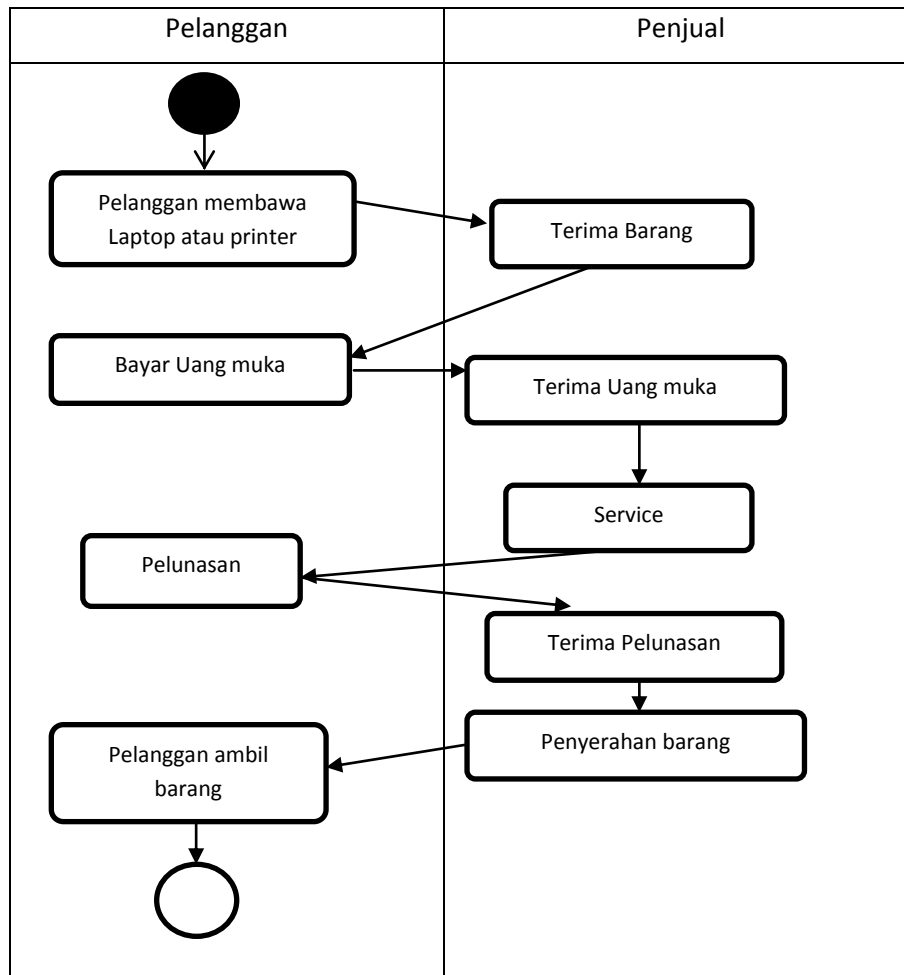 Pelanggan
Penjual
Pelanggan membawa
Laptop atau printer
Terima Barang
Bayar Uang muka
Terima Uang muka
Service
Pelunasan
Terima Pelunasan
Penyerahan barang
Pelanggan ambil
barang